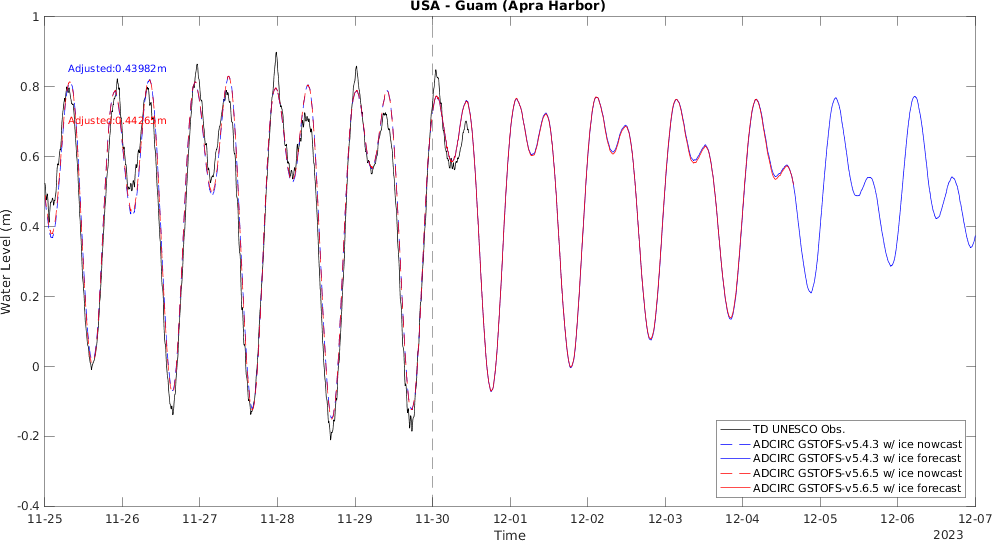 USA - Guam (Apra Harbor)
1
0.8
0.6
0.4
0.2
0
-0.2
-0.4
Water Level (m)
Adjusted:0.43982m
Adjusted:0.44265m
TD UNESCO Obs.
ADCIRC GSTOFS-v5.4.3 w/ ice nowcast
ADCIRC GSTOFS-v5.4.3 w/ ice forecast
ADCIRC GSTOFS-v5.6.5 w/ ice nowcast
ADCIRC GSTOFS-v5.6.5 w/ ice forecast
11-25 11-26 11-27 11-28 11-29 11-30 12-01 12-02 12-03 12-04 12-05 12-06 12-07
Time
2023